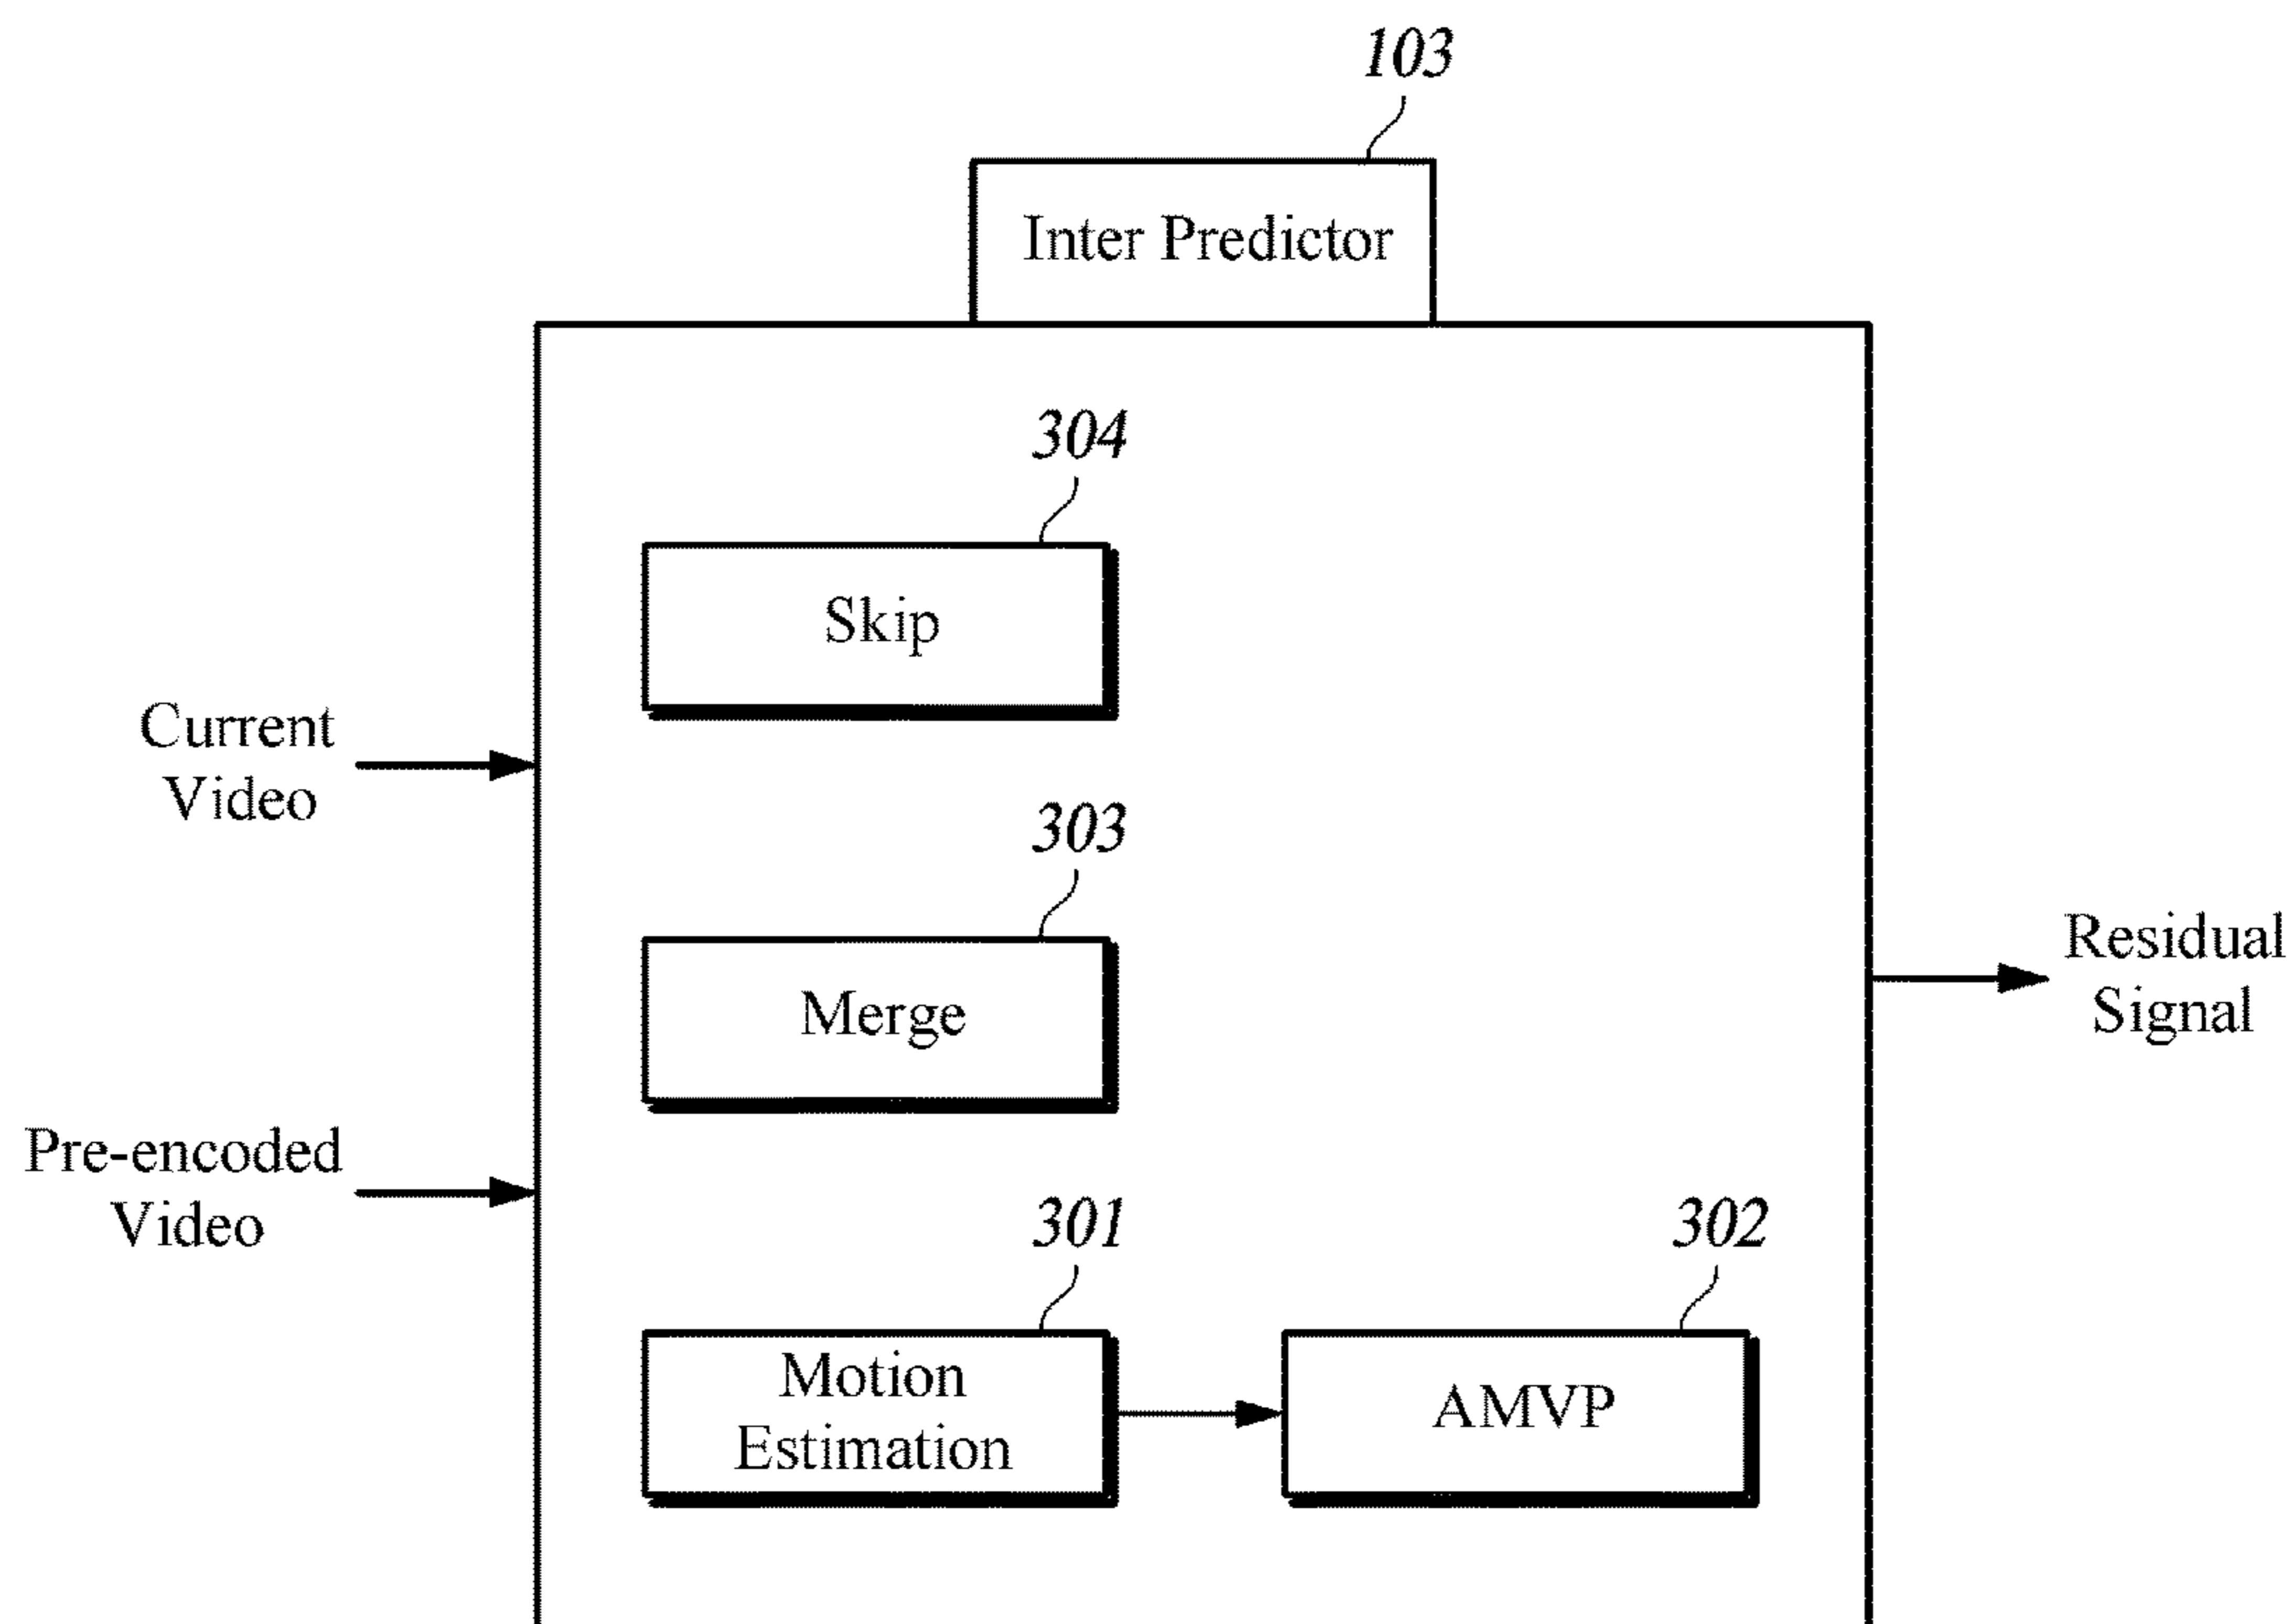 103
Inter Predictor
304
Skip
Current
Video
303
Merge
Residual
Signal
Pre-encoded
Video
301
Motion
Estimation
302
AMVP